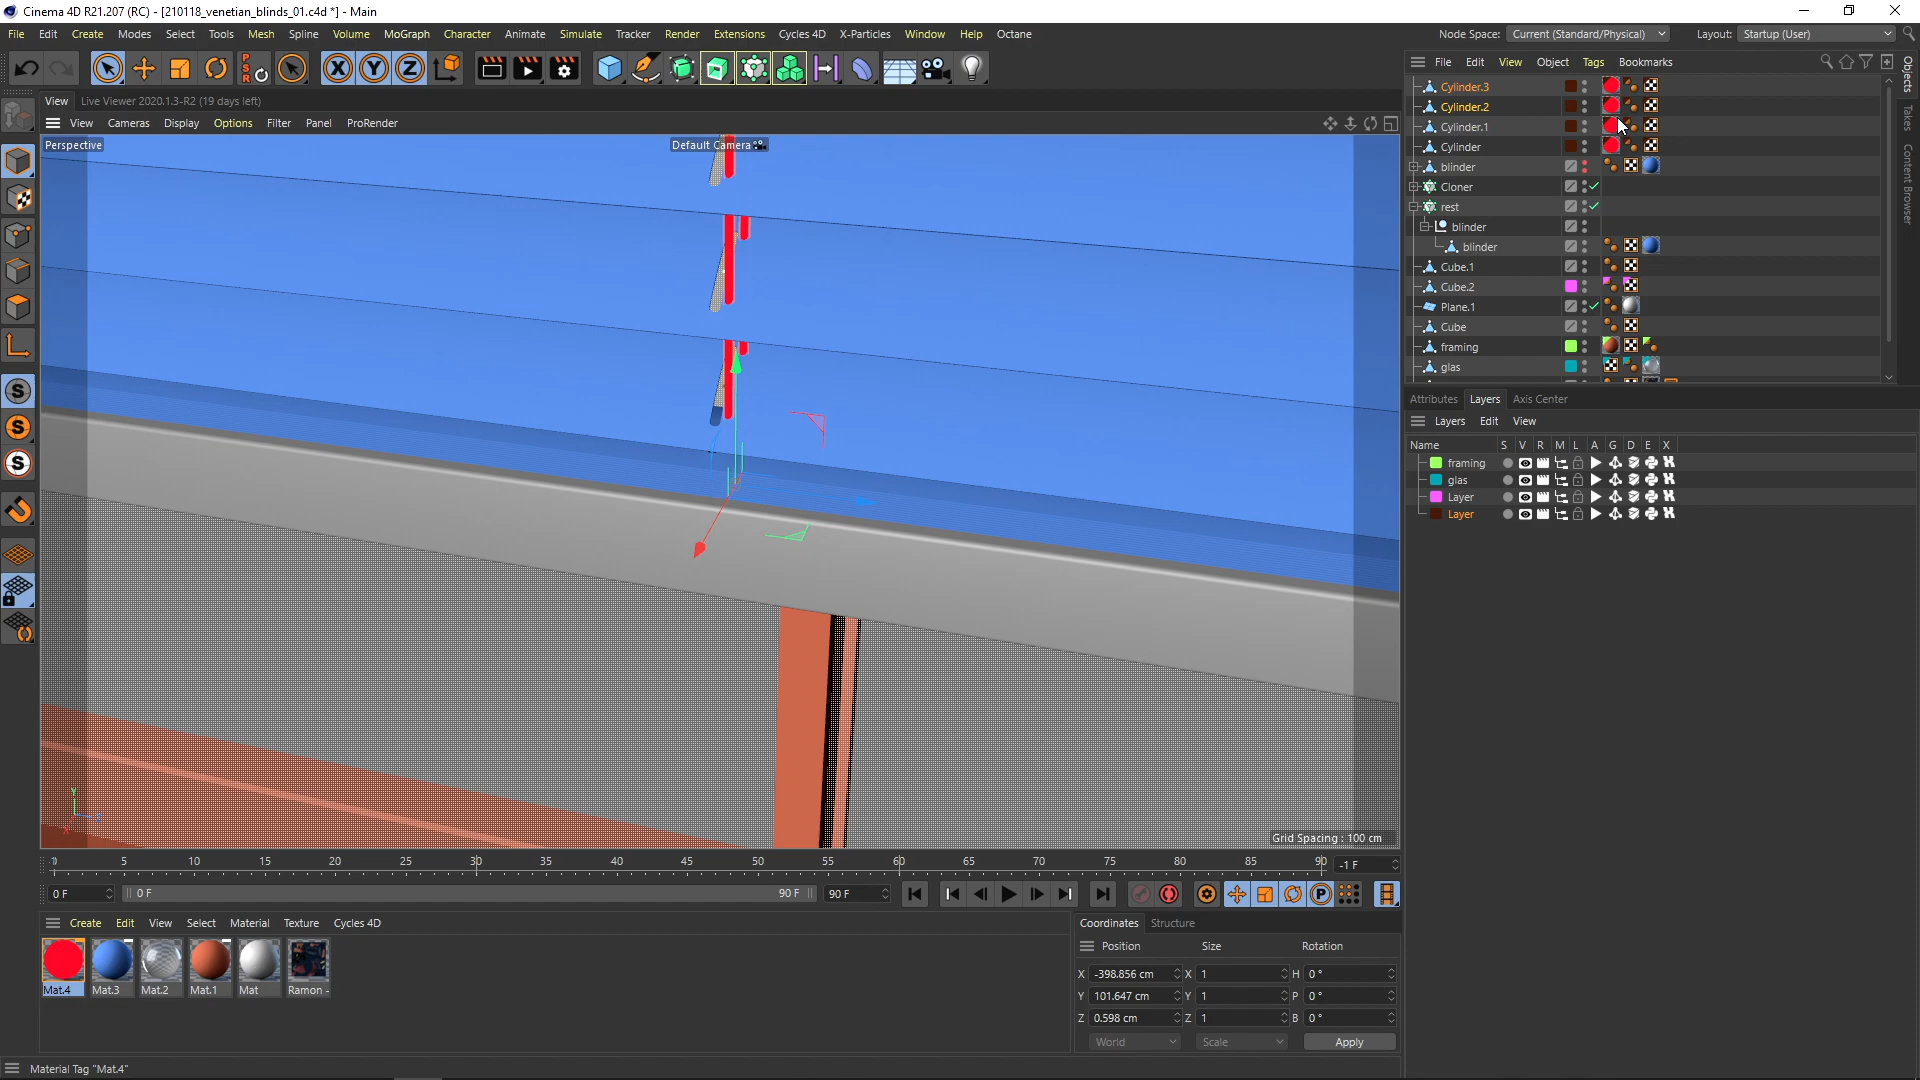 Cinema 4D R21.207 (RC) - [210118_venetian_blinds_01.c4d *] - Main
File Edit Create Modes Select Tools Mesh Spline Volume MoGraph Character Animate Simulate Tracker Render Extensions Cycles 4D X-Particles Window Help Octane
Node Space: Current (Standard/Physical) Layout: Startup (User)
X Y Z
P
S
R
File Edit View Object Tags Bookmarks
Objects
Takes
Content Browser
View Live Viewer 2020.1.3-R2 (19 days left)
View Cameras Display Options Filter Panel ProRender
Perspective
Default Camera
Cylinder.3
Cylinder.2
Cylinder.1
Cylinder
blinder
Cloner
rest
blinder
blinder
Cube.1
Cube.2
Plane.1
Cube
framing
glas
Attributes Layers Axis Center
Layers Edit View
Name S V R M L A G D E X
framing
glas
Layer
Layer
S
S
S
Y
Grid Spacing : 100 cm
5 10 15 20 25 30 35 40 45 50 55 60 65 70 75 80 85 90
-1 F
0 F 0 F 90 F 90 F
P
Create Edit View Select Material Texture Cycles 4D
Mat.4 Mat.3 Mat.2 Mat.1 Mat Ramon -
Coordinates Structure
Position Size Rotation
X -398.856 cm X 1 H 0 °
Y 101.647 cm Y 1 P 0 °
Z 0.598 cm Z 1 B 0 °
World Scale Apply
Material Tag "Mat.4"